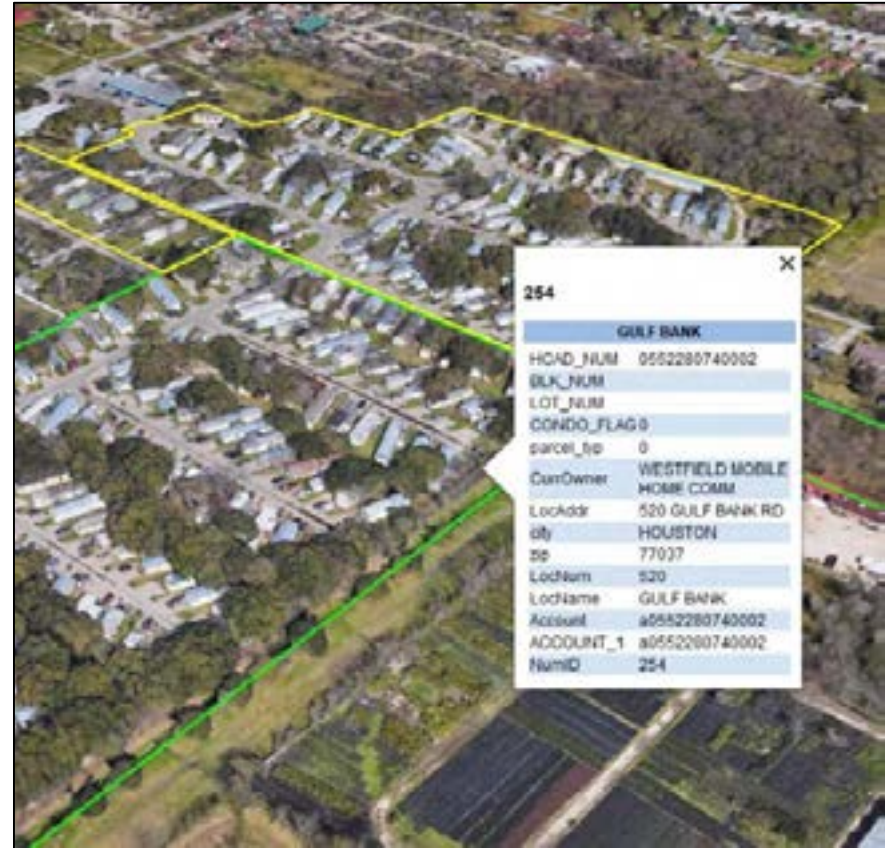 ×
254
GULF BANK
HCAD_NUM 0552280740002
BLK_NUM
LOT_NUM
CONDO_FLAG 0
parcel_typ 0
CurrOwner WESTFIELD MOBILE
HOME COMM
LocAddr 520 GULF BANK RD
city HOUSTON
zip 77037
LocNum 520
LocName GULF BANK
Account a0552280740002
ACCOUNT_1 a0552280740002
NumID 254